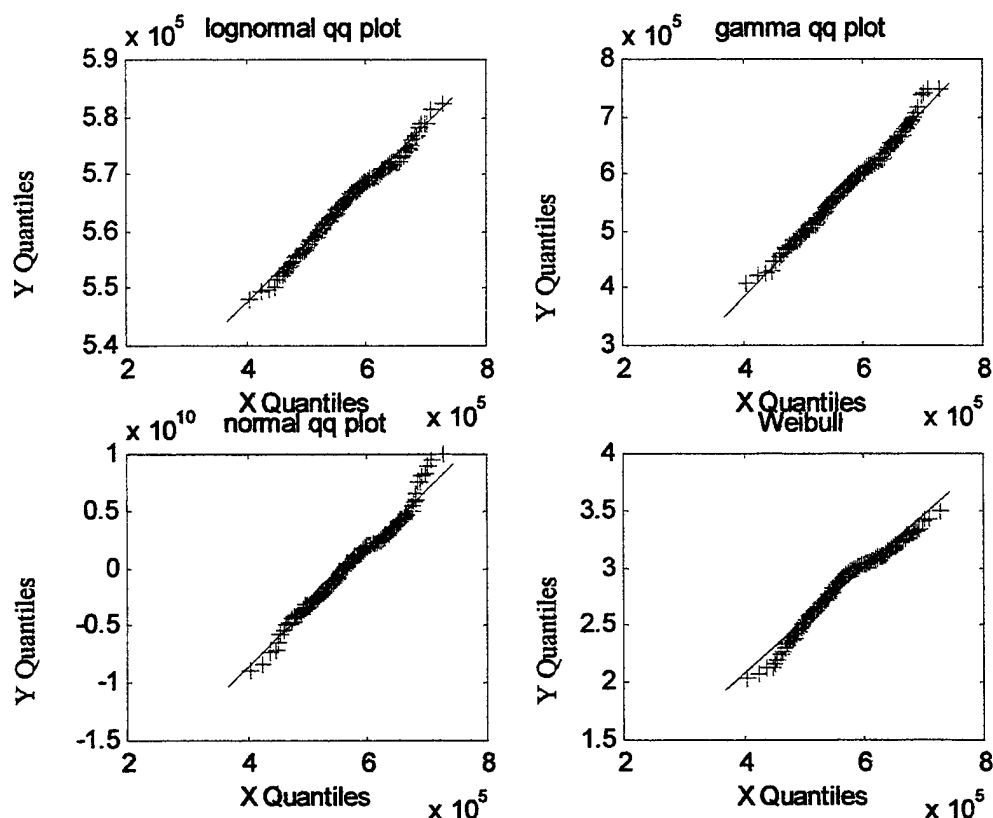 x 10^5 lognormal qq plot
5.9
5.8
5.7
5.6
5.5
5.4
Y Quantiles
2 4 6 8
X Quantiles x 10^5
x 10^5 gamma qq plot
8
7
6
5
4
3
Y Quantiles
2 4 6 8
X Quantiles x 10^5
x 10^10 normal qq plot
1
0.5
0
-0.5
-1
-1.5
Y Quantiles
2 4 6 8
X Quantiles x 10^5
Weibull
4
3.5
3
2.5
2
1.5
Y Quantiles
2 4 6 8
X Quantiles x 10^5